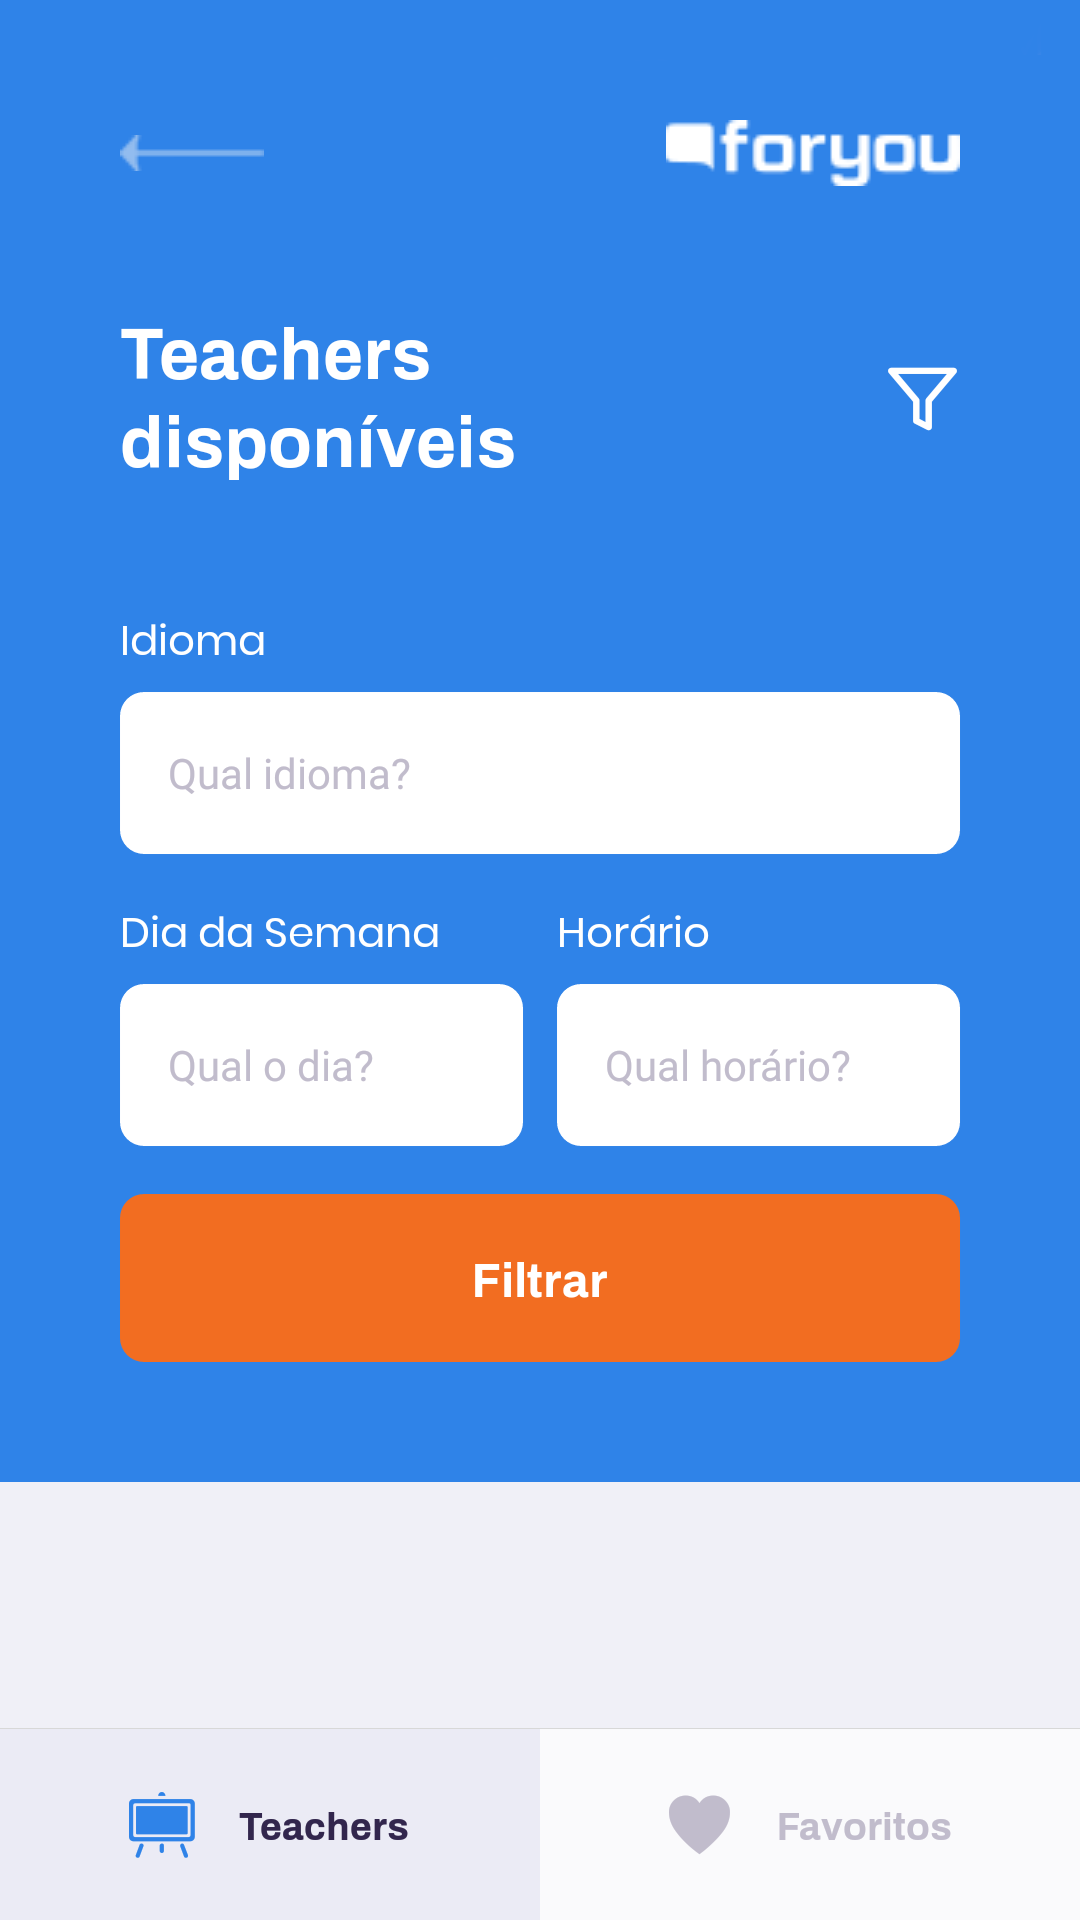 foryou
Teachers
disponíveis
Idioma
Qual idioma?
Dia da Semana
Horário
Qual o dia?
Qual horário?
Filtrar
Teachers
Favoritos